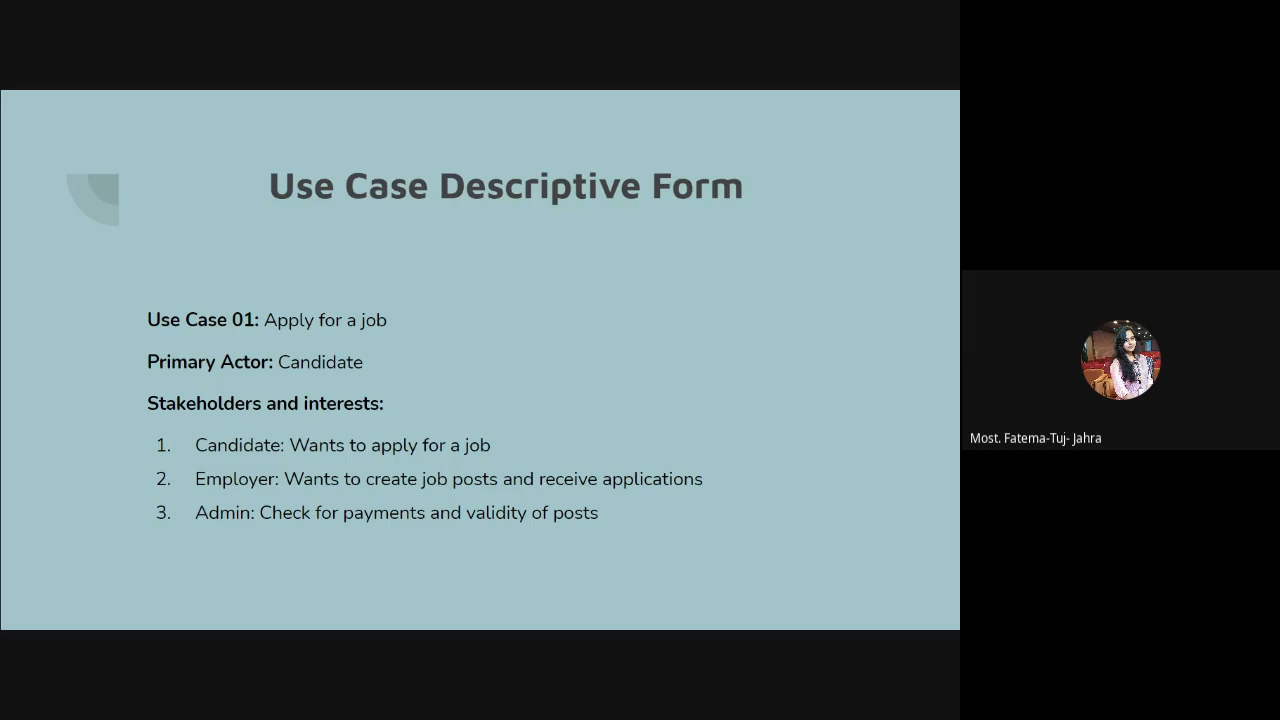 Use Case Descriptive Form
Use Case 01: Apply for a job
Primary Actor: Candidate
Stakeholders and interests:
1. Candidate: Wants to apply for a job
2. Employer: Wants to create job posts and receive applications
3. Admin: Check for payments and validity of posts
Most. Fatema-Tuj- Jahra